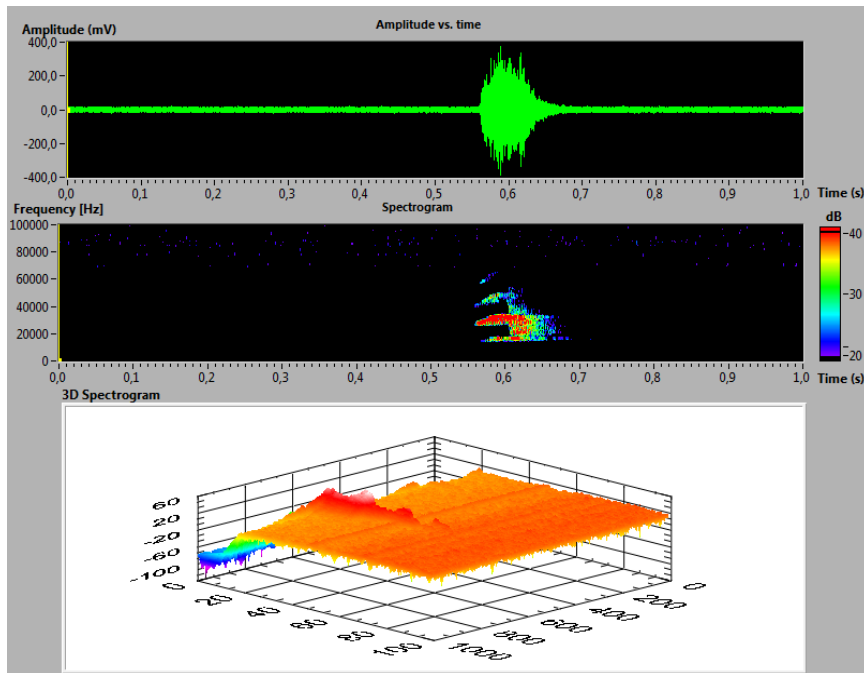 Amplitude vs. time
Amplitude (mV)
400,0
200,0
0,0
-200,0
-400,0
0,0 0,1 0,2 0,3 0,4 0,5 0,6 0,7 0,8 0,9 1,0 Time (s)
Frequency [Hz] Spectrogram
dB
100000
80000
60000
40000
20000
0
-40
-30
-20
0,0 0,1 0,2 0,3 0,4 0,5 0,6 0,7 0,8 0,9 1,0 Time (s)
3D Spectrogram
60
20
-20
-60
-100
0 20 40 60 80 100
1000 800 600 400 200 0